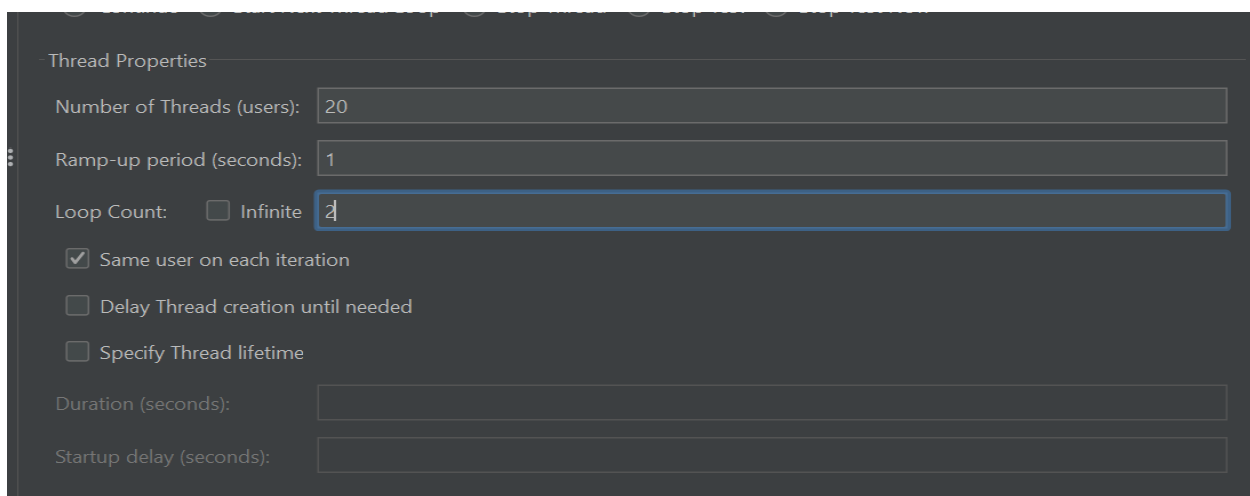 Thread Properties
Number of Threads (users): 20
Ramp-up period (seconds): 1
Loop Count: Infinite 2
Same user on each iteration
Delay Thread creation until needed
Specify Thread lifetime
Duration (seconds):
Startup delay (seconds):